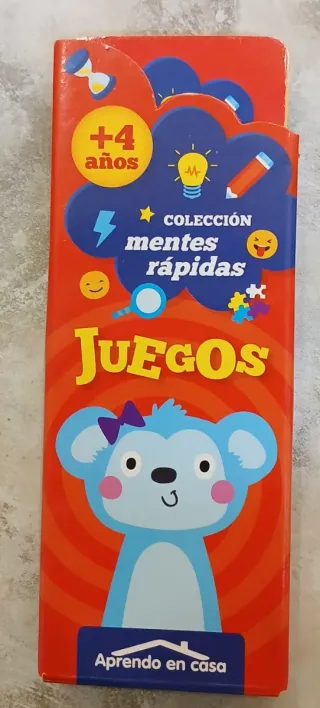 +4
años
COLECCIÓN
mentes
rápidas
JUEGOS
Aprendo en casa